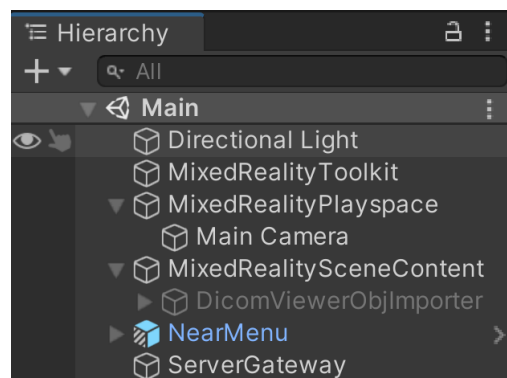 Hierarchy
All
Main
Directional Light
MixedRealityToolkit
MixedRealityPlayspace
Main Camera
MixedRealitySceneContent
DicomViewerObjImporter
NearMenu
ServerGateway